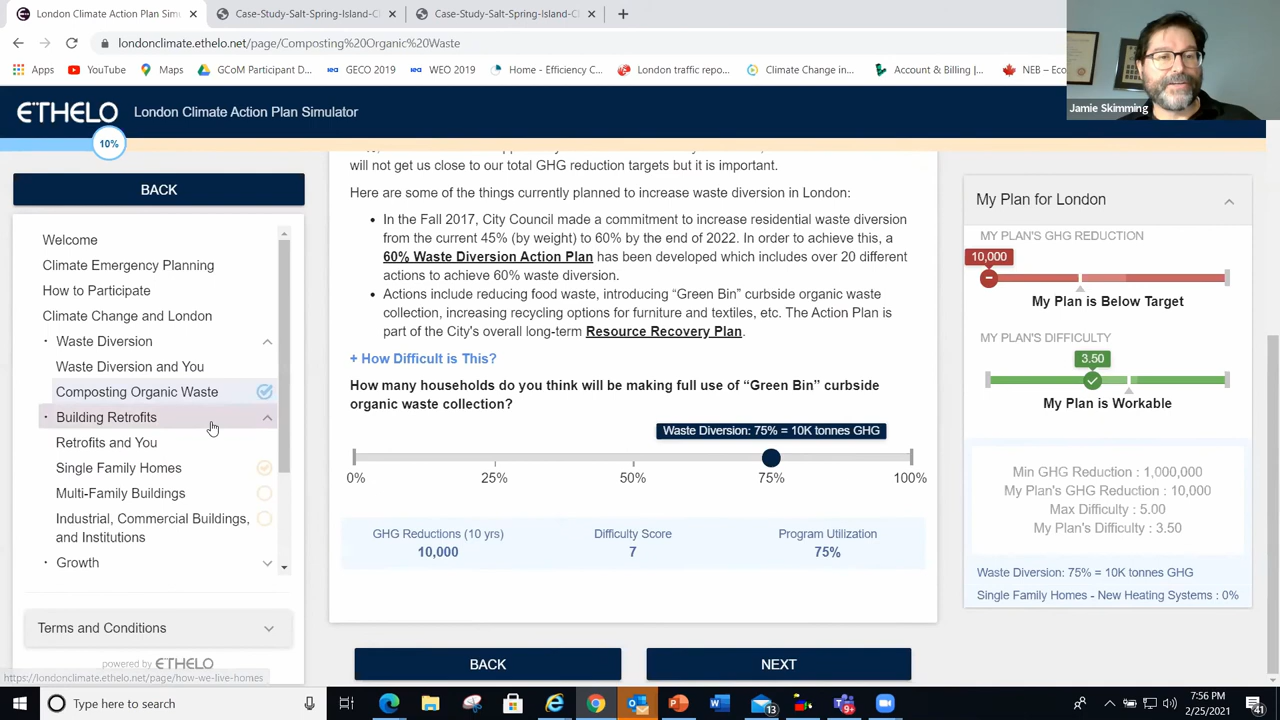 London Climate Action Plan Simu
Case-Study-Salt-Spring-Island-C
Case-Study-Salt-Spring-Island-C
londonclimate.ethelo.net/page/Composting%20Organic%20Waste
Apps
YouTube
Maps
GCoM Participant D...
iea GECO 2019
iea WEO 2019
Home - Efficiency C...
London traffic repo...
Climate Change in...
Account & Billing |...
NEB – Eco
Jamie Skimming
ETHELO London Climate Action Plan Simulator
10%
BACK
Welcome
Climate Emergency Planning
How to Participate
Climate Change and London
Waste Diversion
Waste Diversion and You
Composting Organic Waste
Building Retrofits
Retrofits and You
Single Family Homes
Multi-Family Buildings
Industrial, Commercial Buildings,
and Institutions
Growth
Terms and Conditions
powered by ETHELO
https://londonclimate.ethelo.net/page/how-we-live-homes
will not get us close to our total GHG reduction targets but it is important.
Here are some of the things currently planned to increase waste diversion in London:
• In the Fall 2017, City Council made a commitment to increase residential waste diversion
from the current 45% (by weight) to 60% by the end of 2022. In order to achieve this, a
60% Waste Diversion Action Plan has been developed which includes over 20 different
actions to achieve 60% waste diversion.
• Actions include reducing food waste, introducing “Green Bin” curbside organic waste
collection, increasing recycling options for furniture and textiles, etc. The Action Plan is
part of the City's overall long-term Resource Recovery Plan.
+ How Difficult is This?
How many households do you think will be making full use of “Green Bin” curbside
organic waste collection?
Waste Diversion: 75% = 10K tonnes GHG
0% 25% 50% 75% 100%
GHG Reductions (10 yrs) Difficulty Score Program Utilization
10,000 7 75%
BACK NEXT
My Plan for London
MY PLAN'S GHG REDUCTION
10,000
My Plan is Below Target
MY PLAN'S DIFFICULTY
3.50
My Plan is Workable
Min GHG Reduction : 1,000,000
My Plan's GHG Reduction : 10,000
Max Difficulty : 5.00
My Plan's Difficulty : 3.50
Waste Diversion: 75% = 10K tonnes GHG
Single Family Homes - New Heating Systems : 0%
Type here to search
13
9+
7:56 PM
2/25/2021
41